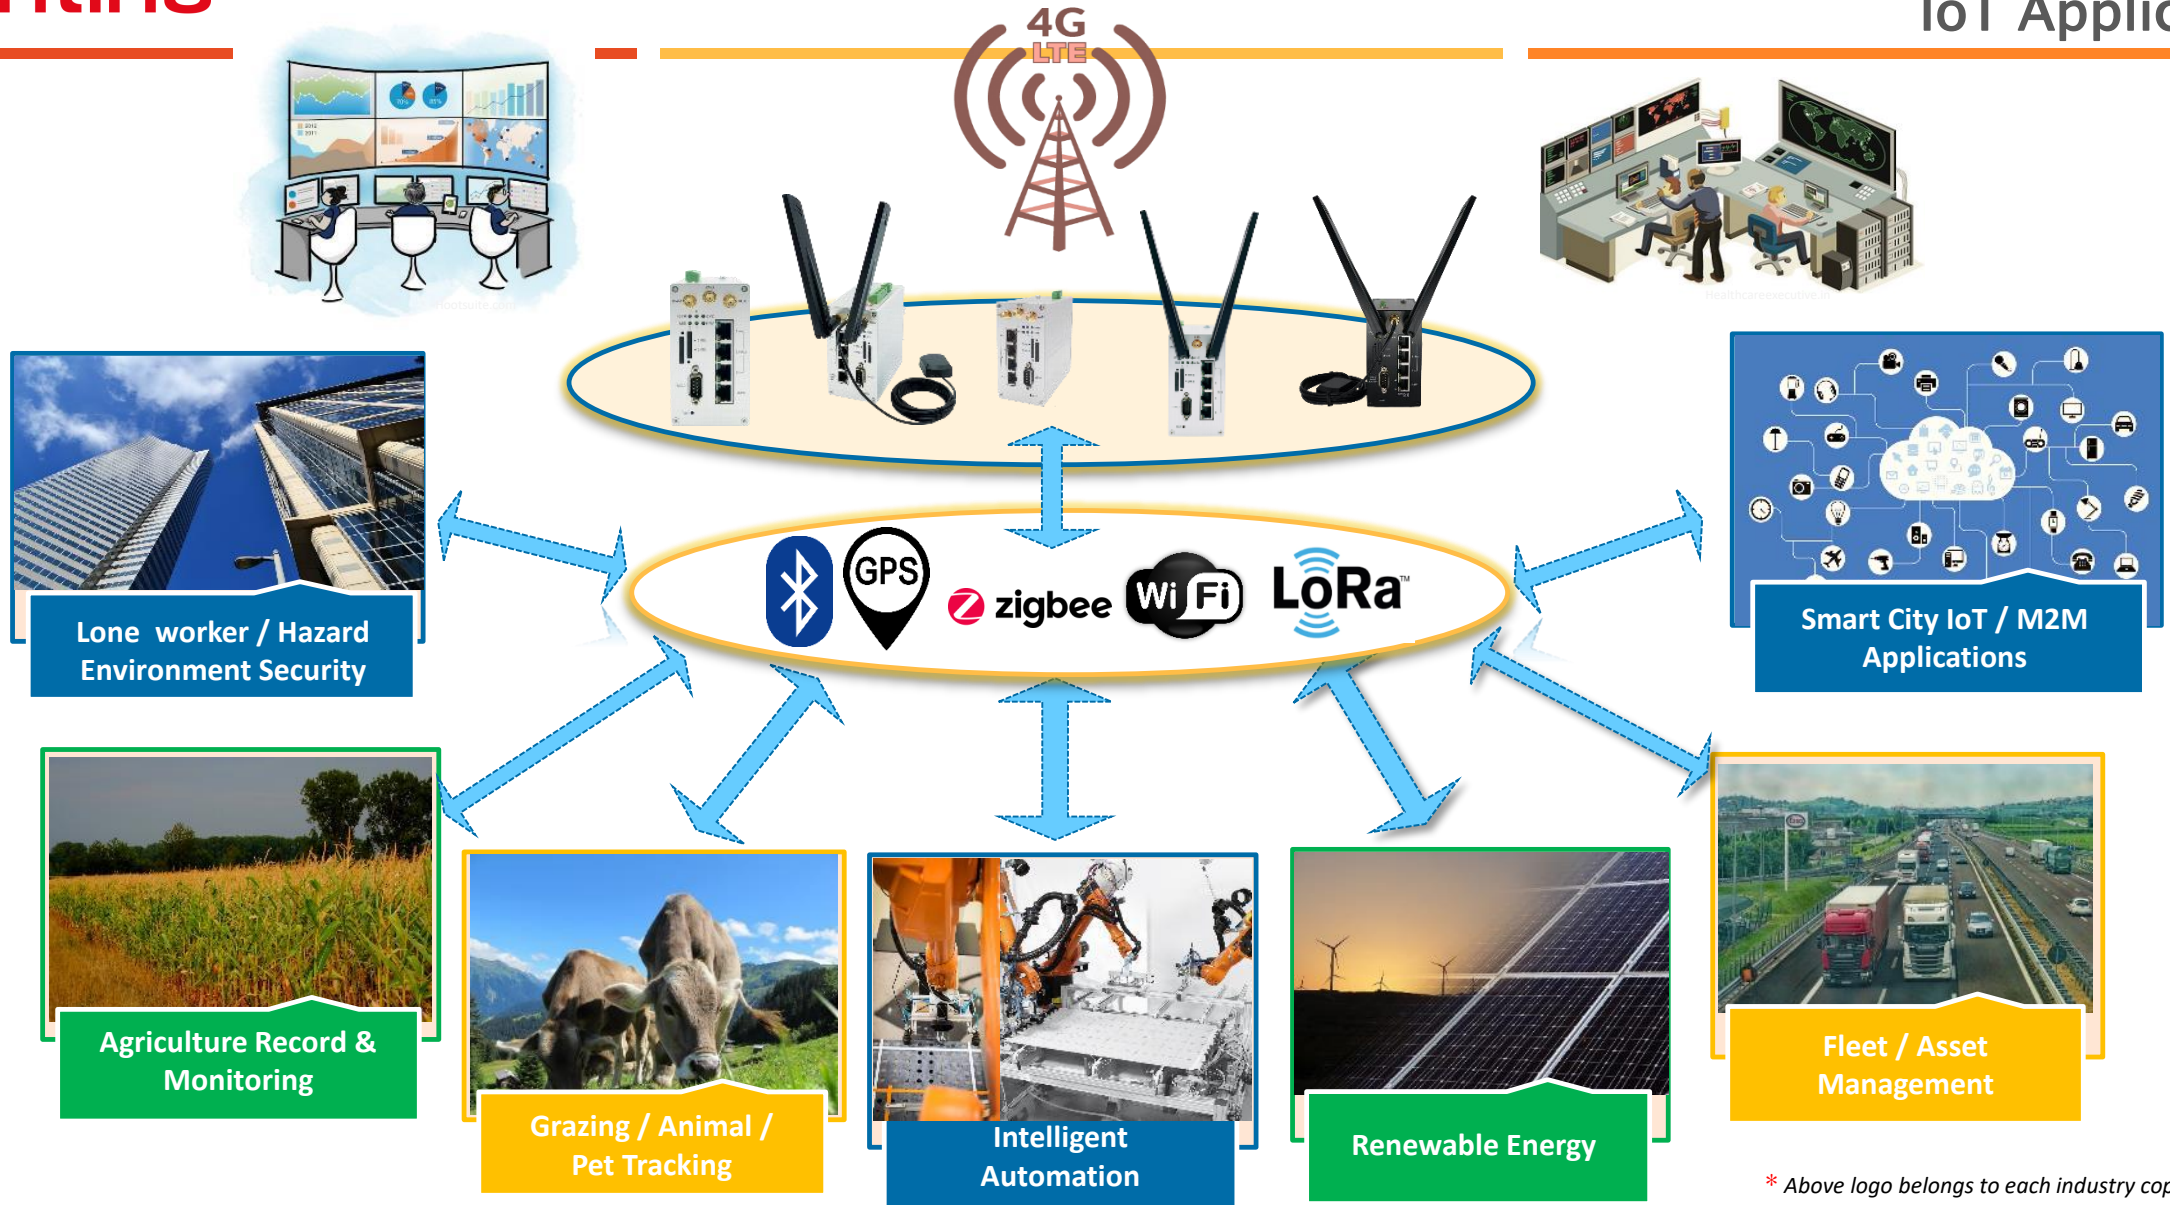 IoT Applic
4G
LTE
GPS
zigbee
Wi Fi
LoRa™
Lone worker / Hazard
Environment Security
Smart City IoT / M2M
Applications
Agriculture Record &
Monitoring
Grazing / Animal /
Pet Tracking
Intelligent
Automation
Renewable Energy
Fleet / Asset
Management
* Above logo belongs to each industry cop